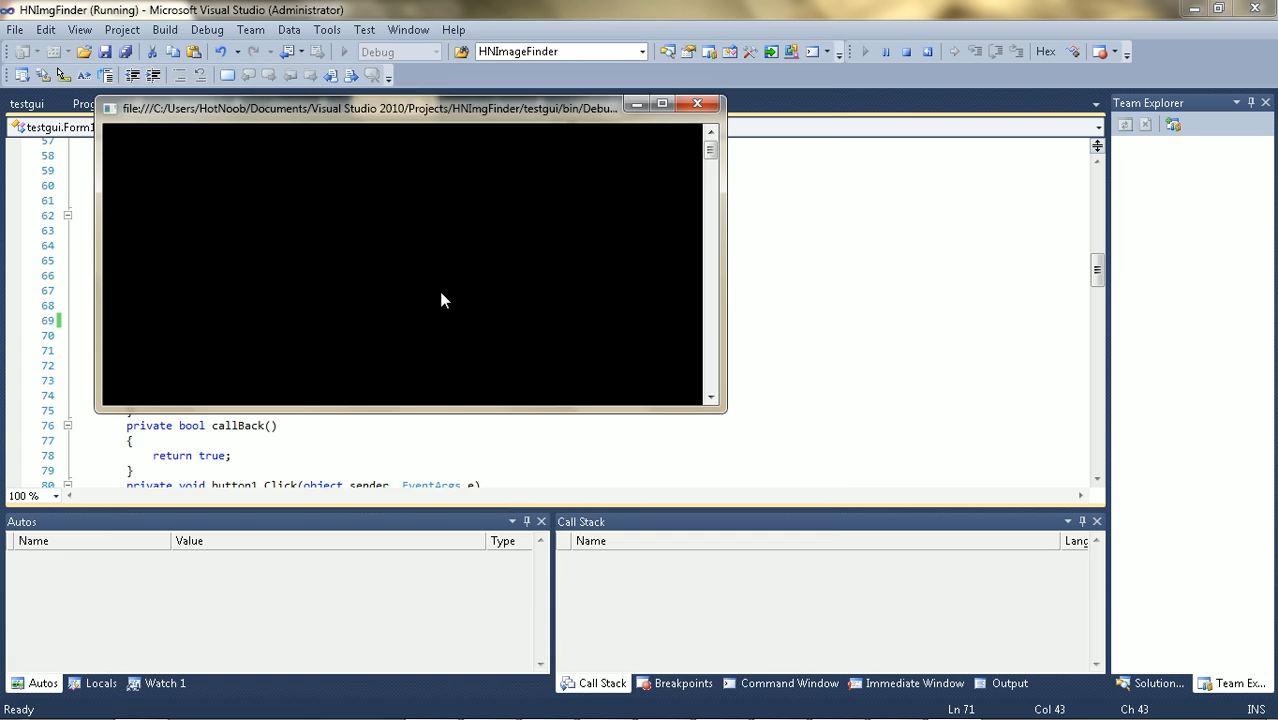 HNImgFinder (Running) - Microsoft Visual Studio (Administrator)
File Edit View Project Build Debug Team Data Tools Test Window Help
Debug HNImageFinder Hex
testgui Prog
file:///C:/Users/HotNoob/Documents/Visual Studio 2010/Projects/HNImgFinder/testgui/bin/Debu...
Team Explorer
testgui.Form1
57
58
59
60
61
62
63
64
65
66
67
68
69
70
71
72
73
74
75 }
76 private bool callBack()
77 {
78 return true;
79 }
80 private void button1_Click(object sender, EventArgs e)
100 %
Autos
Name Value Type
Call Stack
Name Lang
Autos Locals Watch 1
Call Stack Breakpoints Command Window Immediate Window Output
Solution... Team Ex...
Ready Ln 71 Col 43 Ch 43 INS